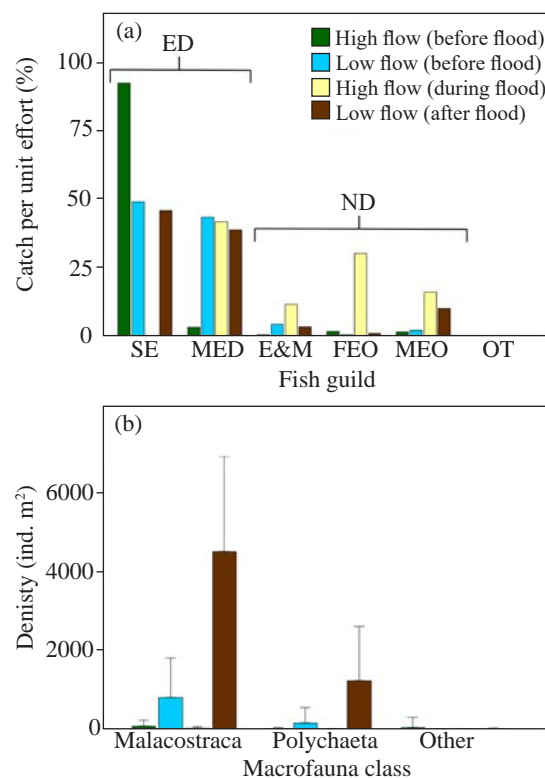 (a)
ED
High flow (before flood)
Low flow (before flood)
High flow (during flood)
Low flow (after flood)
ND
Catch per unit effort (%)
100
75
50
25
0
SE MED E&M FEO MEO OT
Fish guild
(b)
Denisty (ind. m²)
6000
4000
2000
0
Malacostraca Polychaeta Other
Macrofauna class